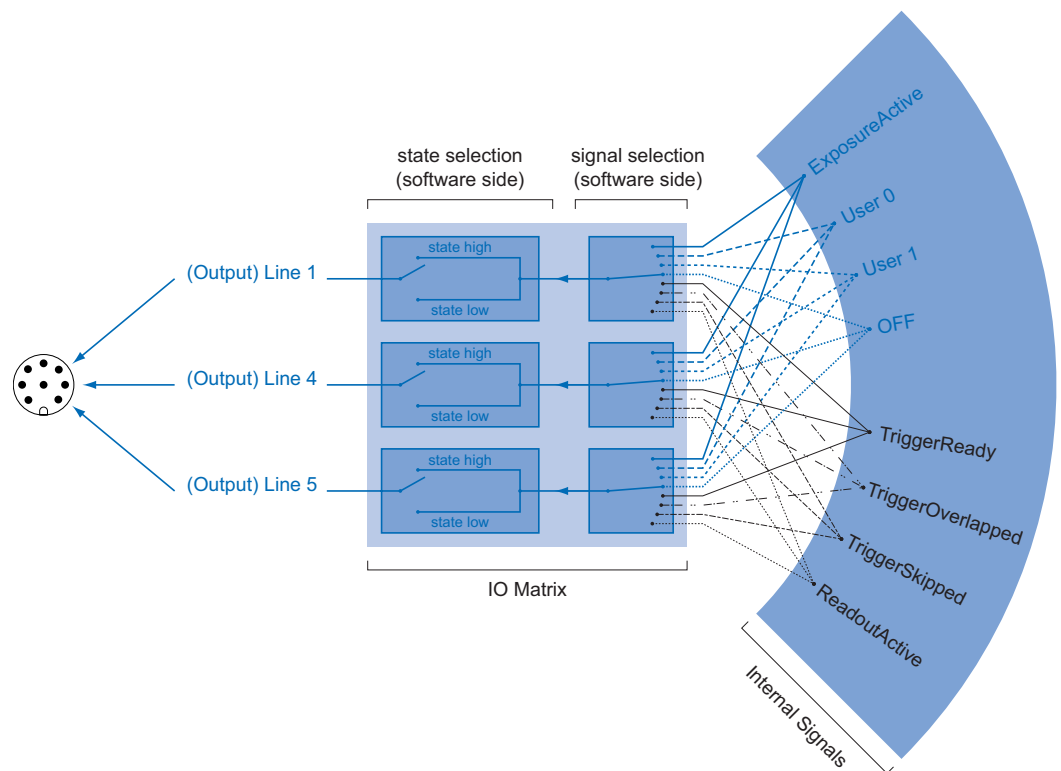 state selection
(software side)
signal selection
(software side)
ExposureActive
User 0
User 1
OFF
TriggerReady
TriggerOverlapped
TriggerSkipped
ReadoutActive
Internal Signals
(Output) Line 1
state high
state low
(Output) Line 4
state high
state low
(Output) Line 5
state high
state low
IO Matrix